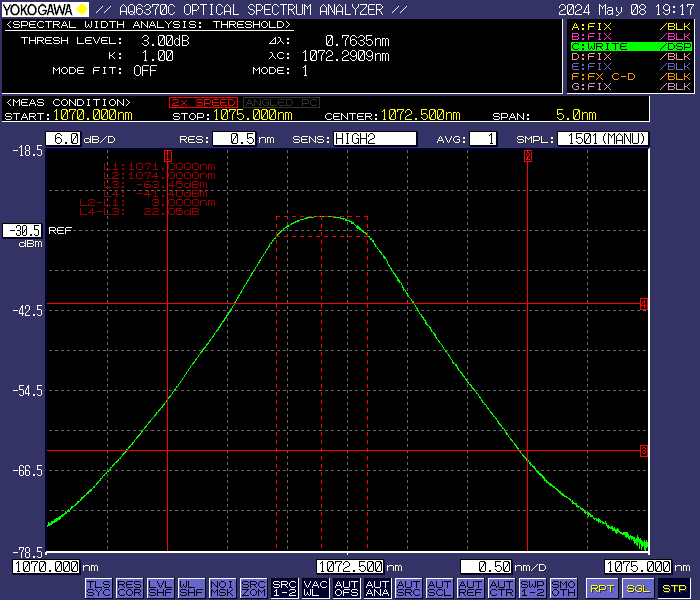 YOKOGAWA // AQ6370C OPTICAL SPECTRUM ANALYZER // 2024 May 08 19:17
<SPECTRAL WIDTH ANALYSIS: THRESHOLD>
THRESH LEVEL: 3.00dB Δλ: 0.7635nm
K: 1.00 λC: 1072.2909nm
MODE FIT: OFF MODE: 1
A:FIX /BLK
B:FIX /BLK
C:WRITE /DSP
D:FIX /BLK
E:FIX /BLK
F:FX C-D /BLK
G:FIX /BLK
<MEAS CONDITION> 2X SPEED ANGLED PC
START:1070.000nm STOP:1075.000nm CENTER:1072.500nm SPAN: 5.0nm
6.0 dB/D RES: 0.5 nm SENS: HIGH2 AVG: 1 SMPL: 1501(MANU)
-18.5
1 2
L1:1071.0000nm
L2:1074.0000nm
L3: -63.45dBm
L4: -41.40dBm
L2-L1: 3.0000nm
L4-L3: 22.05dB
-30.5 REF
dBm
4
-42.5
-54.5
3
-66.5
-78.5
1070.000 nm 1072.500 nm 0.50 nm/D 1075.000 nm
TLS SYC RES COR LVL SHF WL SHF NOI MSK SRC ZOM SRC 1-2 VAC WL AUT OFS AUT ANA AUT SRC AUT SCL AUT REF AUT CTR SWP 1-2 SMO OTH RPT SGL STP